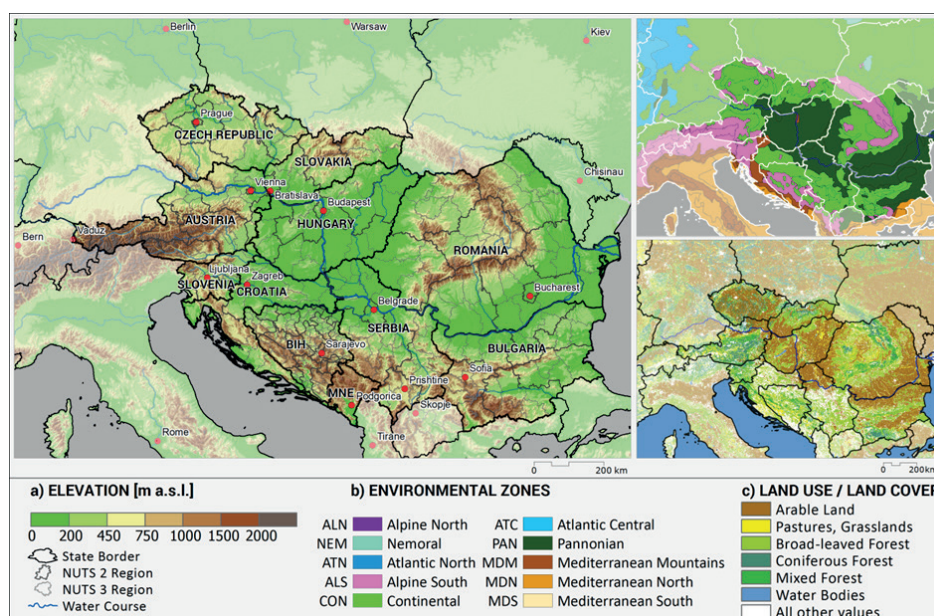 Berlin
Warsaw
Kiev
Prague
CZECH REPUBLIC
SLOVAKIA
Chisinau
Vienna
Bratislava
Budapest
AUSTRIA
HUNGARY
Bern
Vaduz
ROMANIA
Ljubljana
Zagreb
SLOVENIA
CROATIA
Bucharest
Belgrade
SERBIA
BIH
Sarajevo
BULGARIA
Sofia
Prishtine
MNE
Podgorica
Skopje
Rome
Tirane
0 200 km
0 200km
a) ELEVATION [m a.s.l.]
0 200 450 750 1000 1500 2000
State Border
NUTS 2 Region
NUTS 3 Region
Water Course
b) ENVIRONMENTAL ZONES
ALN Alpine North
NEM Nemoral
ATN Atlantic North
ALS Alpine South
CON Continental
ATC Atlantic Central
PAN Pannonian
MDM Mediterranean Mountains
MDN Mediterranean North
MDS Mediterranean South
c) LAND USE / LAND COVER
Arable Land
Pastures, Grasslands
Broad-leaved Forest
Coniferous Forest
Mixed Forest
Water Bodies
All other values